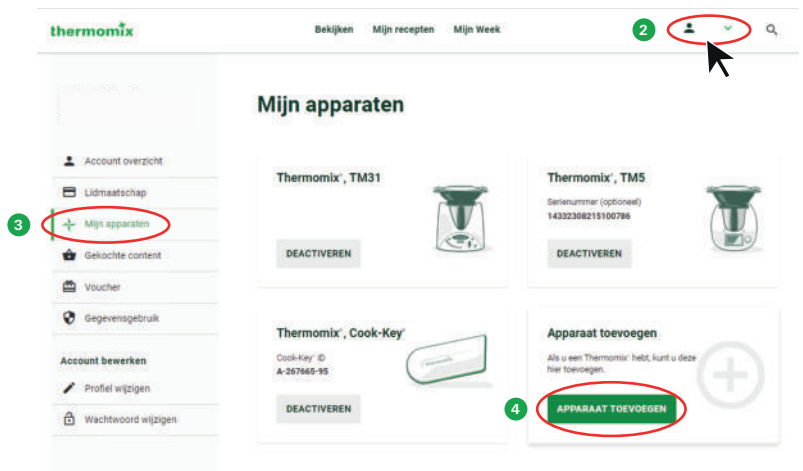 thermomix
Bekijken Mijn recepten Mijn Week
2
Mijn apparaten
Account overzicht
Lidmaatschap
3
Mijn apparaten
Gekochte content
Voucher
Gegevensgebruik
Account bewerken
Profiel wijzigen
Wachtwoord wijzigen
Thermomix®, TM31
DEACTIVEREN
Thermomix®, TM5
Serienummer (optioneel)
14332308215100786
DEACTIVEREN
Thermomix®, Cook-Key®
Cook-Key® ID
A-267665-95
DEACTIVEREN
thermomix
Apparaat toevoegen
Als u een Thermomix® hebt, kunt u deze
hier toevoegen.
4
APPARAAT TOEVOEGEN